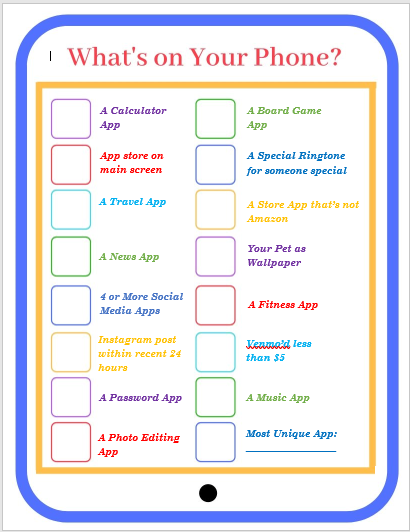 What's on Your Phone?
A Calculator
App
A Board Game
App
App store on
main screen
A Special Ringtone
for someone special
A Travel App
A Store App that's not
Amazon
A News App
Your Pet as
Wallpaper
4 or More Social
Media Apps
A Fitness App
Instagram post
within recent 24
hours
Venmo'd less
than $5
A Password App
A Music App
A Photo Editing
App
Most Unique App: